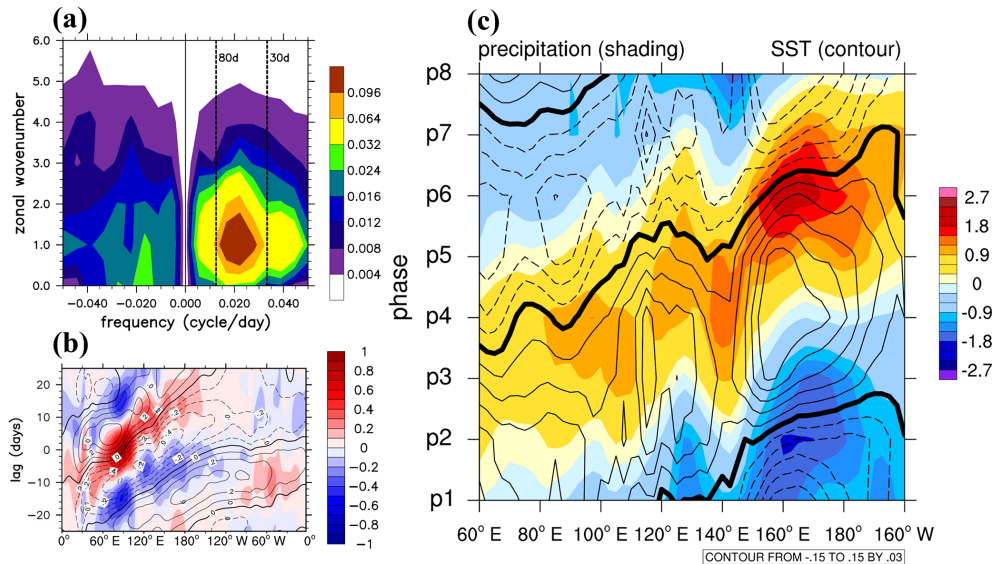 (a)
6.0
5.0
4.0
3.0
2.0
1.0
0.0
zonal wavenumber
80d
30d
-0.040
-0.020
0.000
0.020
0.040
frequency (cycle/day)
0.096
0.064
0.032
0.024
0.016
0.012
0.008
0.004
(b)
20
10
0
-10
-20
lag (days)
0°
60° E
120° E
180° W
120° W
60° W
0°
1
0.8
0.6
0.4
0.2
0
-0.2
-0.4
-0.6
-0.8
-1
(c)
precipitation (shading)
SST (contour)
p8
p7
p6
p5
p4
p3
p2
p1
phase
60° E
80° E
100° E
120° E
140° E
160° E
180°
160° W
CONTOUR FROM -.15 TO .15 BY .03
2.7
1.8
0.9
0
-0.9
-1.8
-2.7